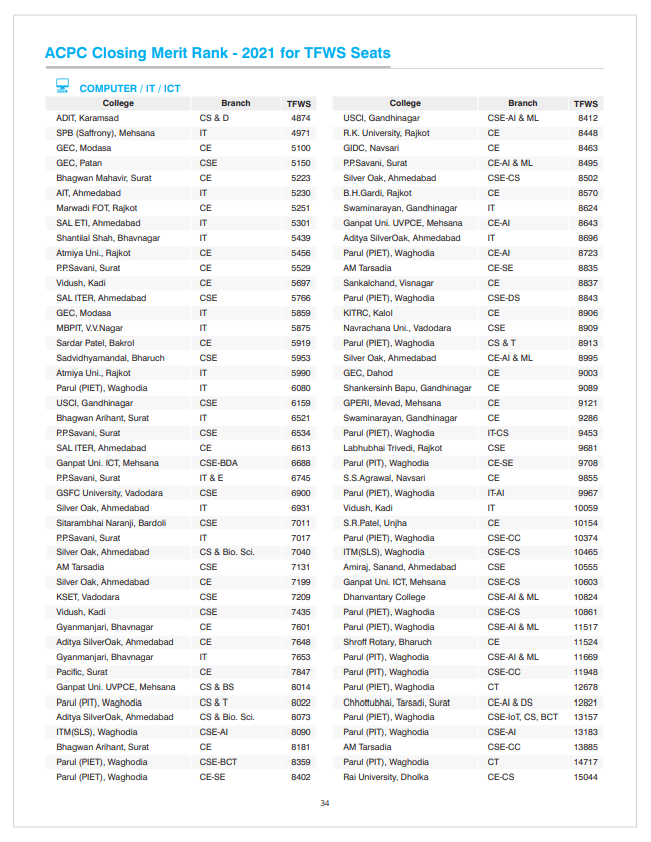 ACPC Closing Merit Rank - 2021 for TFWS Seats
COMPUTER / IT / ICT
College Branch TFWS
ADIT, Karamsad CS & D 4874
SPB (Saffrony), Mehsana IT 4971
GEC, Modasa CE 5100
GEC, Patan CSE 5150
Bhagwan Mahavir, Surat CE 5223
AIT, Ahmedabad IT 5230
Marwadi FOT, Rajkot CE 5251
SAL ETI, Ahmedabad IT 5301
Shantilal Shah, Bhavnagar IT 5439
Atmiya Uni., Rajkot CE 5456
P.P.Savani, Surat CE 5529
Vidush, Kadi CE 5697
SAL ITER, Ahmedabad CSE 5766
GEC, Modasa IT 5859
MBPIT, V.V.Nagar IT 5875
Sardar Patel, Bakrol CE 5919
Sadvidhyamandal, Bharuch CSE 5953
Atmiya Uni., Rajkot IT 5990
Parul (PIET), Waghodia IT 6080
USCI, Gandhinagar CSE 6159
Bhagwan Arihant, Surat IT 6521
P.P.Savani, Surat CSE 6534
SAL ITER, Ahmedabad CE 6613
Ganpat Uni. ICT, Mehsana CSE-BDA 6688
P.P.Savani, Surat IT & E 6745
GSFC University, Vadodara CSE 6900
Silver Oak, Ahmedabad IT 6931
Sitarambhai Naranji, Bardoli CSE 7011
P.P.Savani, Surat IT 7017
Silver Oak, Ahmedabad CS & Bio. Sci. 7040
AM Tarsadia CSE 7131
Silver Oak, Ahmedabad CE 7199
KSET, Vadodara CSE 7209
Vidush, Kadi CSE 7435
Gyanmanjari, Bhavnagar CE 7601
Aditya SilverOak, Ahmedabad CE 7648
Gyanmanjari, Bhavnagar IT 7653
Pacific, Surat CE 7847
Ganpat Uni. UVPCE, Mehsana CS & BS 8014
Parul (PIT), Waghodia CS & T 8022
Aditya SilverOak, Ahmedabad CS & Bio. Sci. 8073
ITM(SLS), Waghodia CSE-AI 8090
Bhagwan Arihant, Surat CE 8181
Parul (PIET), Waghodia CSE-BCT 8359
Parul (PIET), Waghodia CE-SE 8402
College Branch TFWS
USCI, Gandhinagar CSE-AI & ML 8412
R.K. University, Rajkot CE 8448
GIDC, Navsari CE 8463
P.P.Savani, Surat CE-AI & ML 8495
Silver Oak, Ahmedabad CSE-CS 8502
B.H.Gardi, Rajkot CE 8570
Swaminarayan, Gandhinagar IT 8624
Ganpat Uni. UVPCE, Mehsana CE-AI 8643
Aditya SilverOak, Ahmedabad IT 8696
Parul (PIET), Waghodia CE-AI 8723
AM Tarsadia CE-SE 8835
Sankalchand, Visnagar CE 8837
Parul (PIET), Waghodia CSE-DS 8843
KITRC, Kalol CE 8906
Navrachana Uni., Vadodara CSE 8909
Parul (PIET), Waghodia CS & T 8913
Silver Oak, Ahmedabad CE-AI & ML 8995
GEC, Dahod CE 9003
Shankersinh Bapu, Gandhinagar CE 9089
GPERI, Mevad, Mehsana CE 9121
Swaminarayan, Gandhinagar CE 9286
Parul (PIET), Waghodia IT-CS 9453
Labhubhai Trivedi, Rajkot CSE 9681
Parul (PIT), Waghodia CE-SE 9708
S.S.Agrawal, Navsari CE 9855
Parul (PIET), Waghodia IT-AI 9967
Vidush, Kadi IT 10059
S.R.Patel, Unjha CE 10154
Parul (PIET), Waghodia CSE-CC 10374
ITM(SLS), Waghodia CSE-CS 10465
Amiraj, Sanand, Ahmedabad CSE 10555
Ganpat Uni. ICT, Mehsana CSE-CS 10603
Dhanvantary College CSE-AI & ML 10824
Parul (PIET), Waghodia CSE-CS 10861
Parul (PIET), Waghodia CSE-AI & ML 11517
Shroff Rotary, Bharuch CE 11524
Parul (PIT), Waghodia CSE-AI & ML 11669
Parul (PIT), Waghodia CSE-CC 11948
Parul (PIET), Waghodia CT 12678
Chhottubhai, Tarsadi, Surat CE-AI & DS 12821
Parul (PIET), Waghodia CSE-IoT, CS, BCT 13157
Parul (PIT), Waghodia CSE-AI 13183
AM Tarsadia CSE-CC 13885
Parul (PIT), Waghodia CT 14717
Rai University, Dholka CE-CS 15044
34